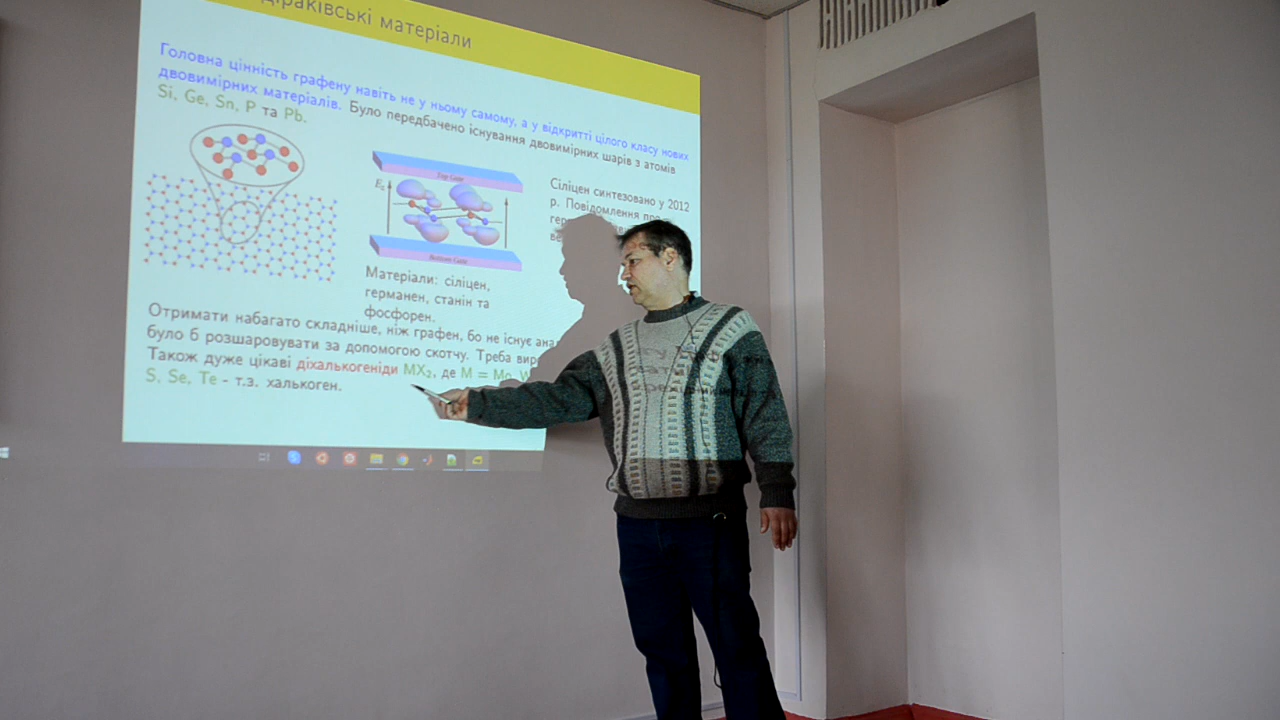 діраківські матеріали
Головна цінність графену навіть не у ньому самому, а у відкритті цілого класу нових
двовимірних матеріалів. Було передбачено існування двовимірних шарів з атомів
Si, Ge, Sn, P та Pb.
Top Gate
Bottom Gate
Матеріали: сіліцен,
германен, станін та
фосфорен.
Сіліцен синтезовано у 2012
р. Повідомлення
Отримати набагато складніше, ніж графен, бо не існує
було б розшаровувати за допомогою скотчу. Треба
Також дуже цікаві діхалькогеніди MX₂, де M = Mo,
S, Se, Te - т.з. халькоген.